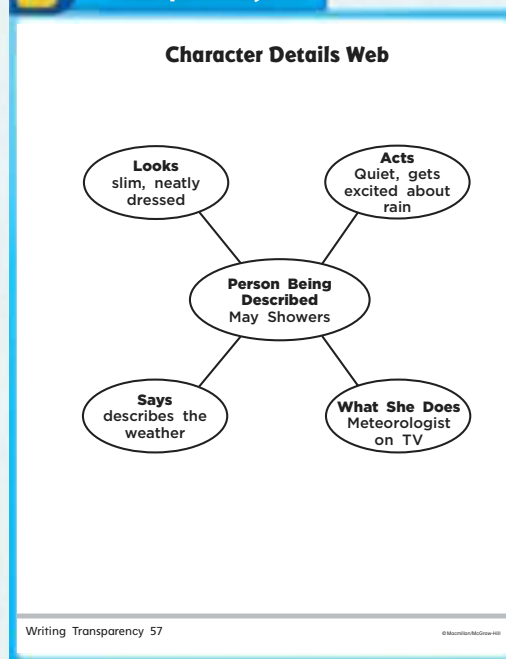 Character Details Web
Looks
slim, neatly
dressed
Acts
Quiet, gets
excited about
rain
Person Being
Described
May Showers
Says
describes the
weather
What She Does
Meteorologist
on TV
Writing Transparency 57
© Macmillan/McGraw-Hill